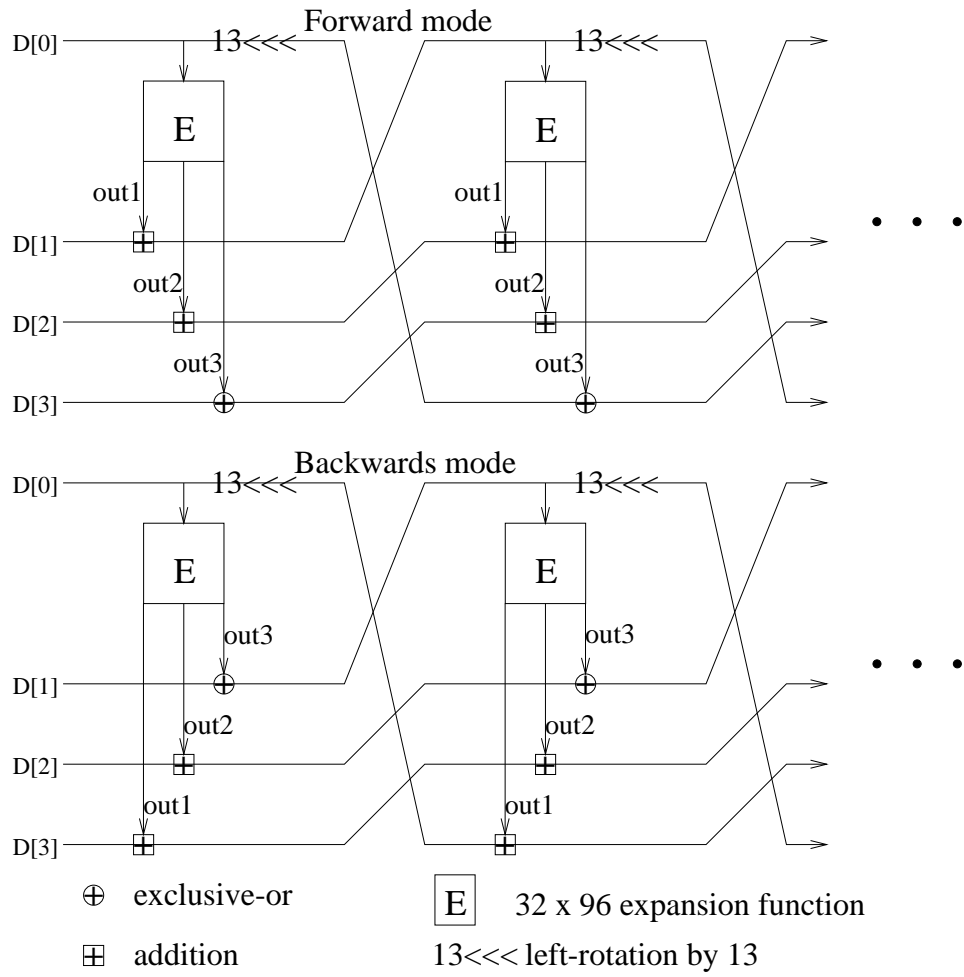 Forward mode
D[0] 13<<< 13<<<
E E
out1 out1
D[1]
out2 out2
D[2]
out3 out3
D[3]
Backwards mode
D[0] 13<<< 13<<<
E E
out3 out3
D[1]
out2 out2
D[2]
out1 out1
D[3]
exclusive-or E 32 x 96 expansion function
addition 13<<< left-rotation by 13